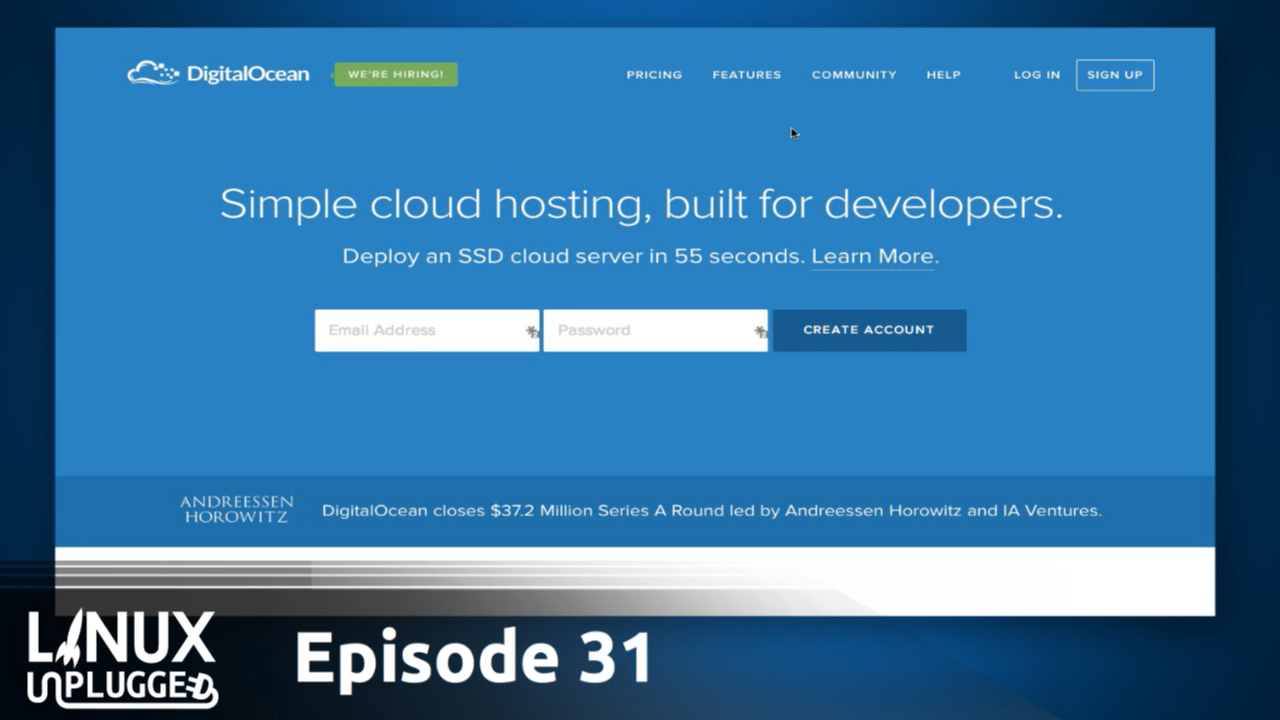 DigitalOcean WE'RE HIRING! PRICING FEATURES COMMUNITY HELP LOG IN SIGN UP
Simple cloud hosting, built for developers.
Deploy an SSD cloud server in 55 seconds. Learn More.
Email Address Password CREATE ACCOUNT
ANDREESSEN
HOROWITZ
DigitalOcean closes $37.2 Million Series A Round led by Andreessen Horowitz and IA Ventures.
LINUX
UNPLUGGED
Episode 31